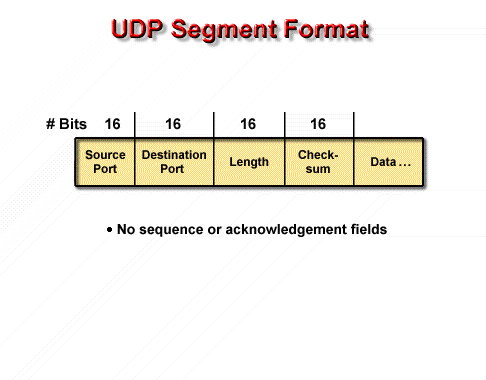 UDP Segment Format
# Bits 16 16 16 16
Source Port
Destination Port
Length
Check-
sum
Data ...
• No sequence or acknowledgement fields